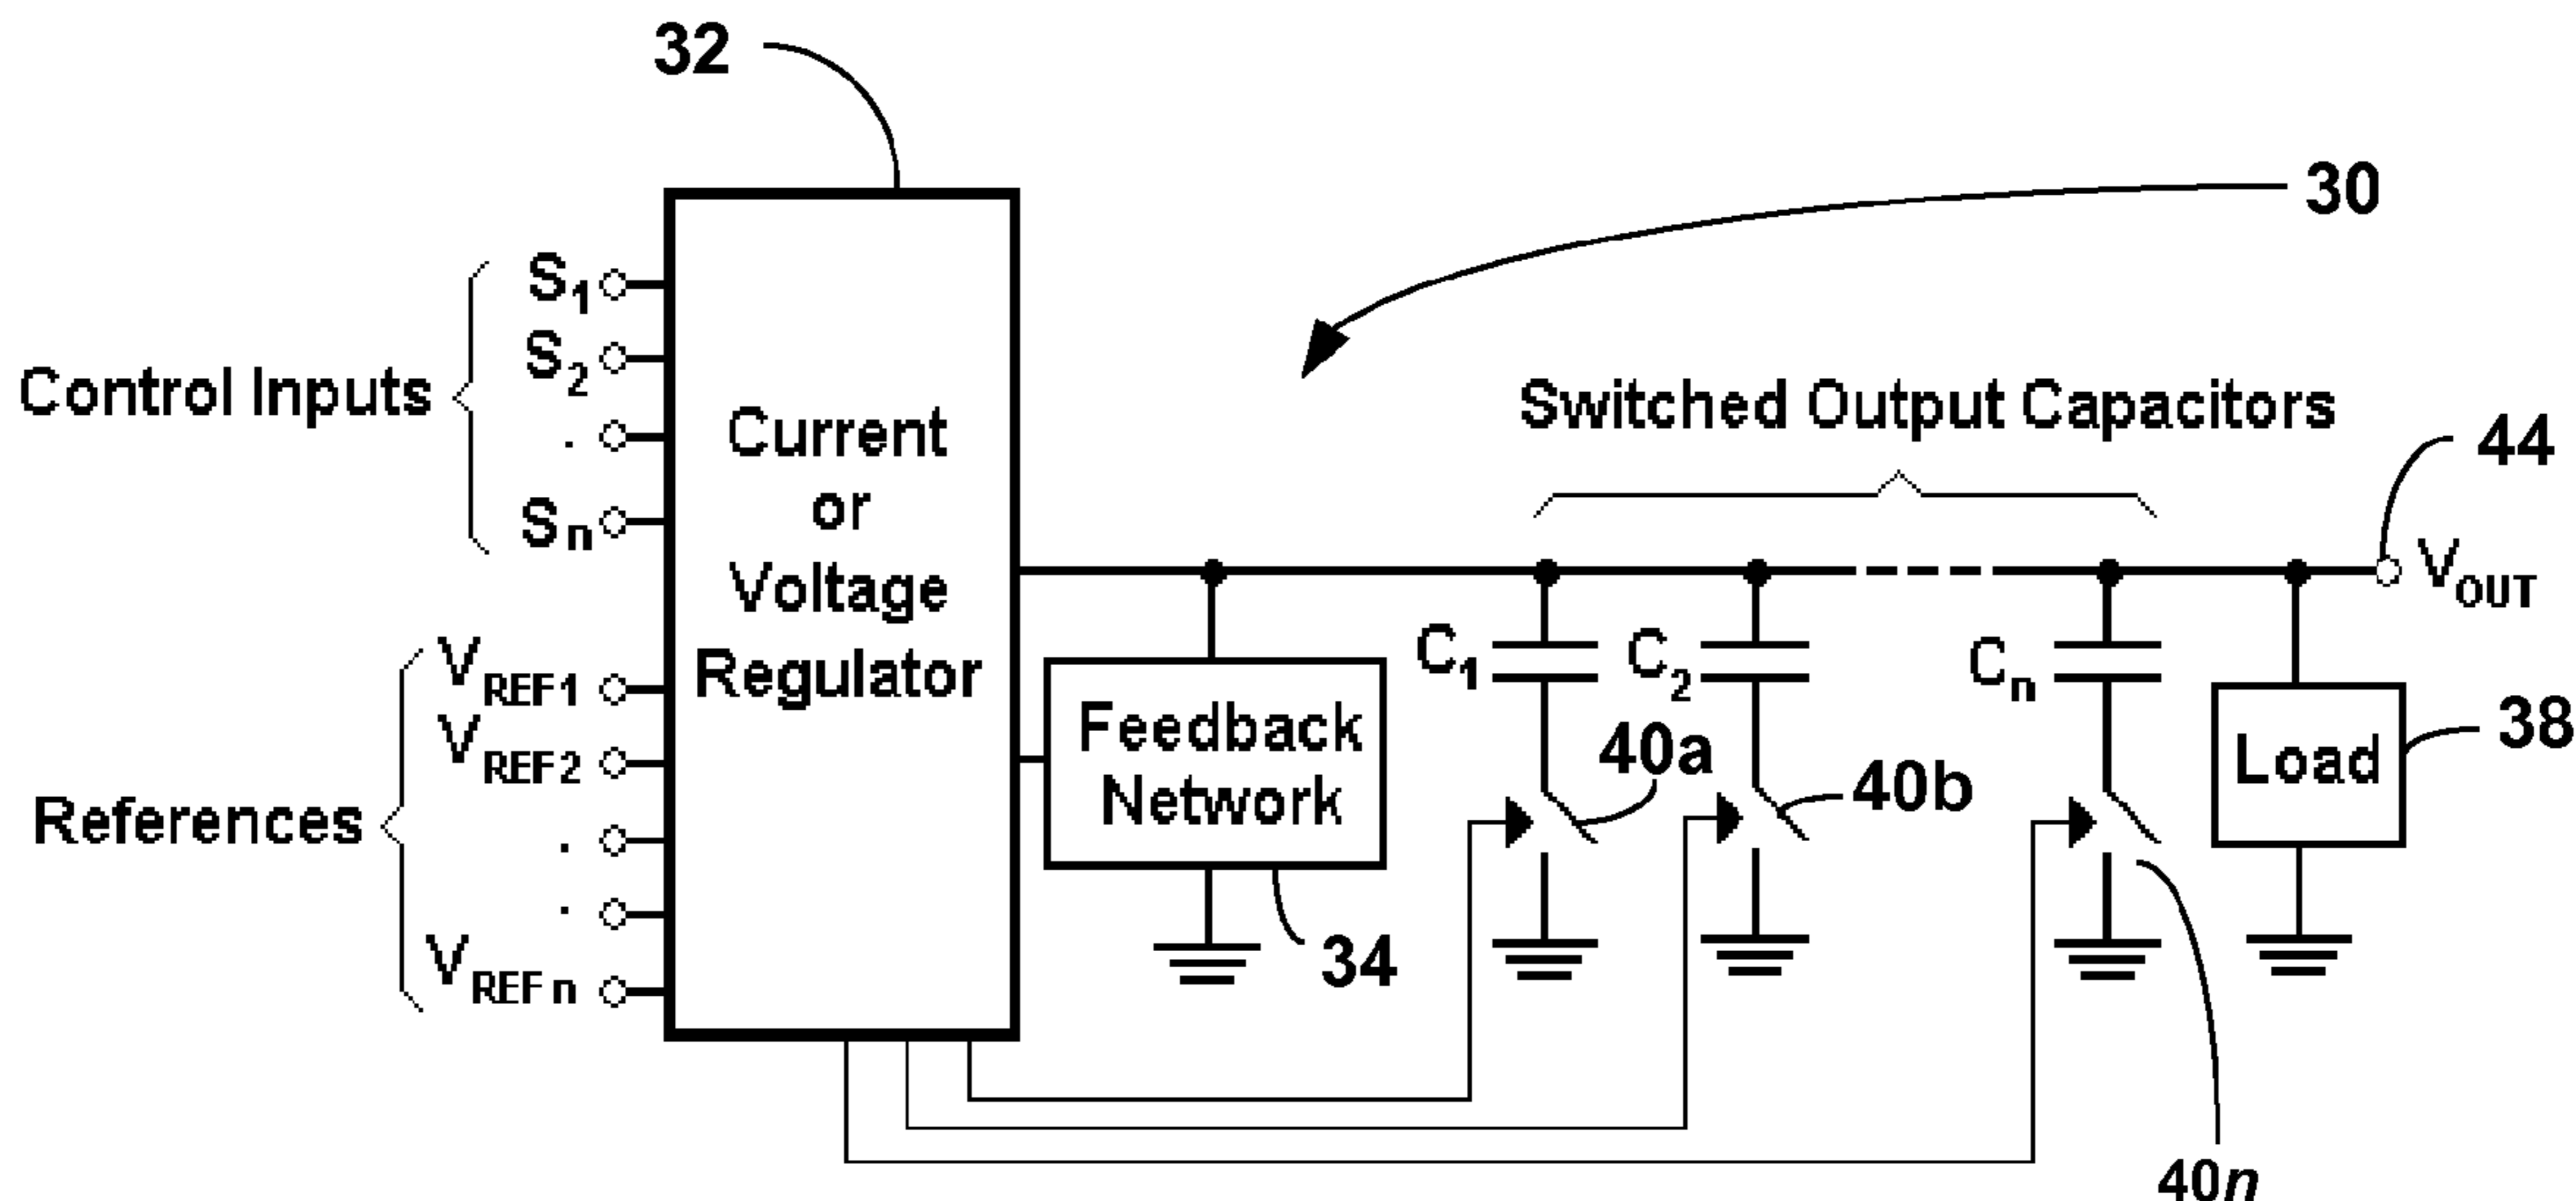 32
30
Control Inputs
S1
S2
.
Sn
Current
or
Voltage
Regulator
Switched Output Capacitors
44
VOUT
References
VREF1
VREF2
.
.
VREFn
Feedback
Network
34
C1
C2
Cn
40a
40b
40n
Load
38